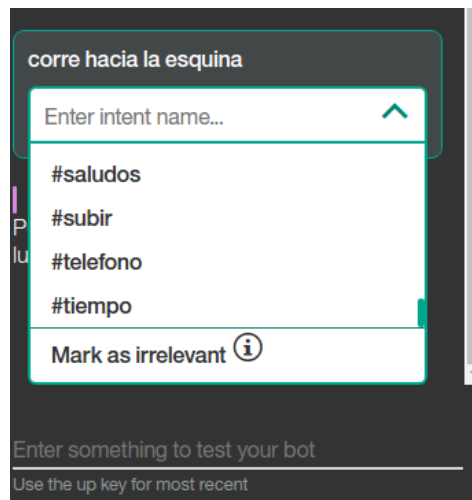 corre hacia la esquina
Enter intent name...
#saludos
#subir
#telefono
#tiempo
Mark as irrelevant
P
lu
Enter something to test your bot
Use the up key for most recent